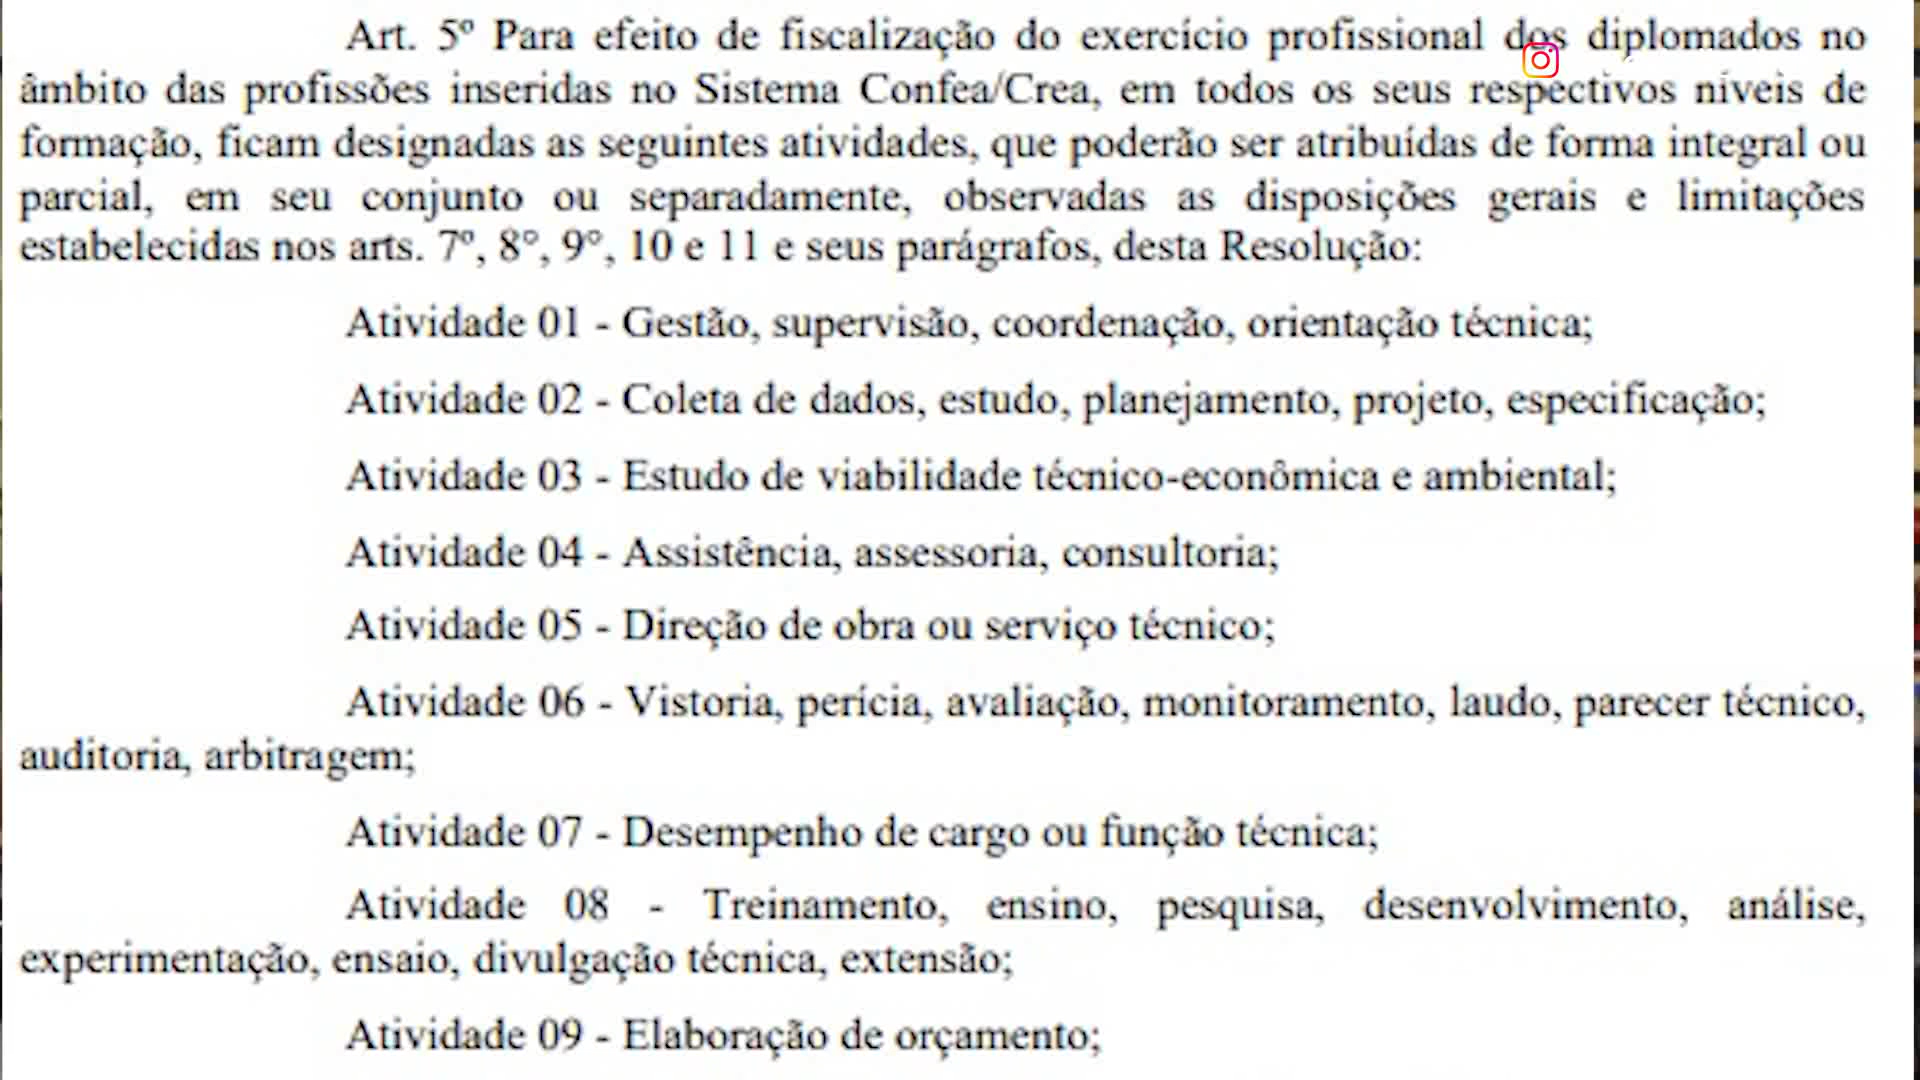 Art. 5º Para efeito de fiscalização do exercício profissional dos diplomados no
âmbito das profissões inseridas no Sistema Confea/Crea, em todos os seus respectivos níveis de
formação, ficam designadas as seguintes atividades, que poderão ser atribuídas de forma integral ou
parcial, em seu conjunto ou separadamente, observadas as disposições gerais e limitações
estabelecidas nos arts. 7º, 8°, 9°, 10 e 11 e seus parágrafos, desta Resolução:
Atividade 01 - Gestão, supervisão, coordenação, orientação técnica;
Atividade 02 - Coleta de dados, estudo, planejamento, projeto, especificação;
Atividade 03 - Estudo de viabilidade técnico-econômica e ambiental;
Atividade 04 - Assistência, assessoria, consultoria;
Atividade 05 - Direção de obra ou serviço técnico;
Atividade 06 - Vistoria, perícia, avaliação, monitoramento, laudo, parecer técnico,
auditoria, arbitragem;
Atividade 07 - Desempenho de cargo ou função técnica;
Atividade 08 - Treinamento, ensino, pesquisa, desenvolvimento, análise,
experimentação, ensaio, divulgação técnica, extensão;
Atividade 09 - Elaboração de orçamento;